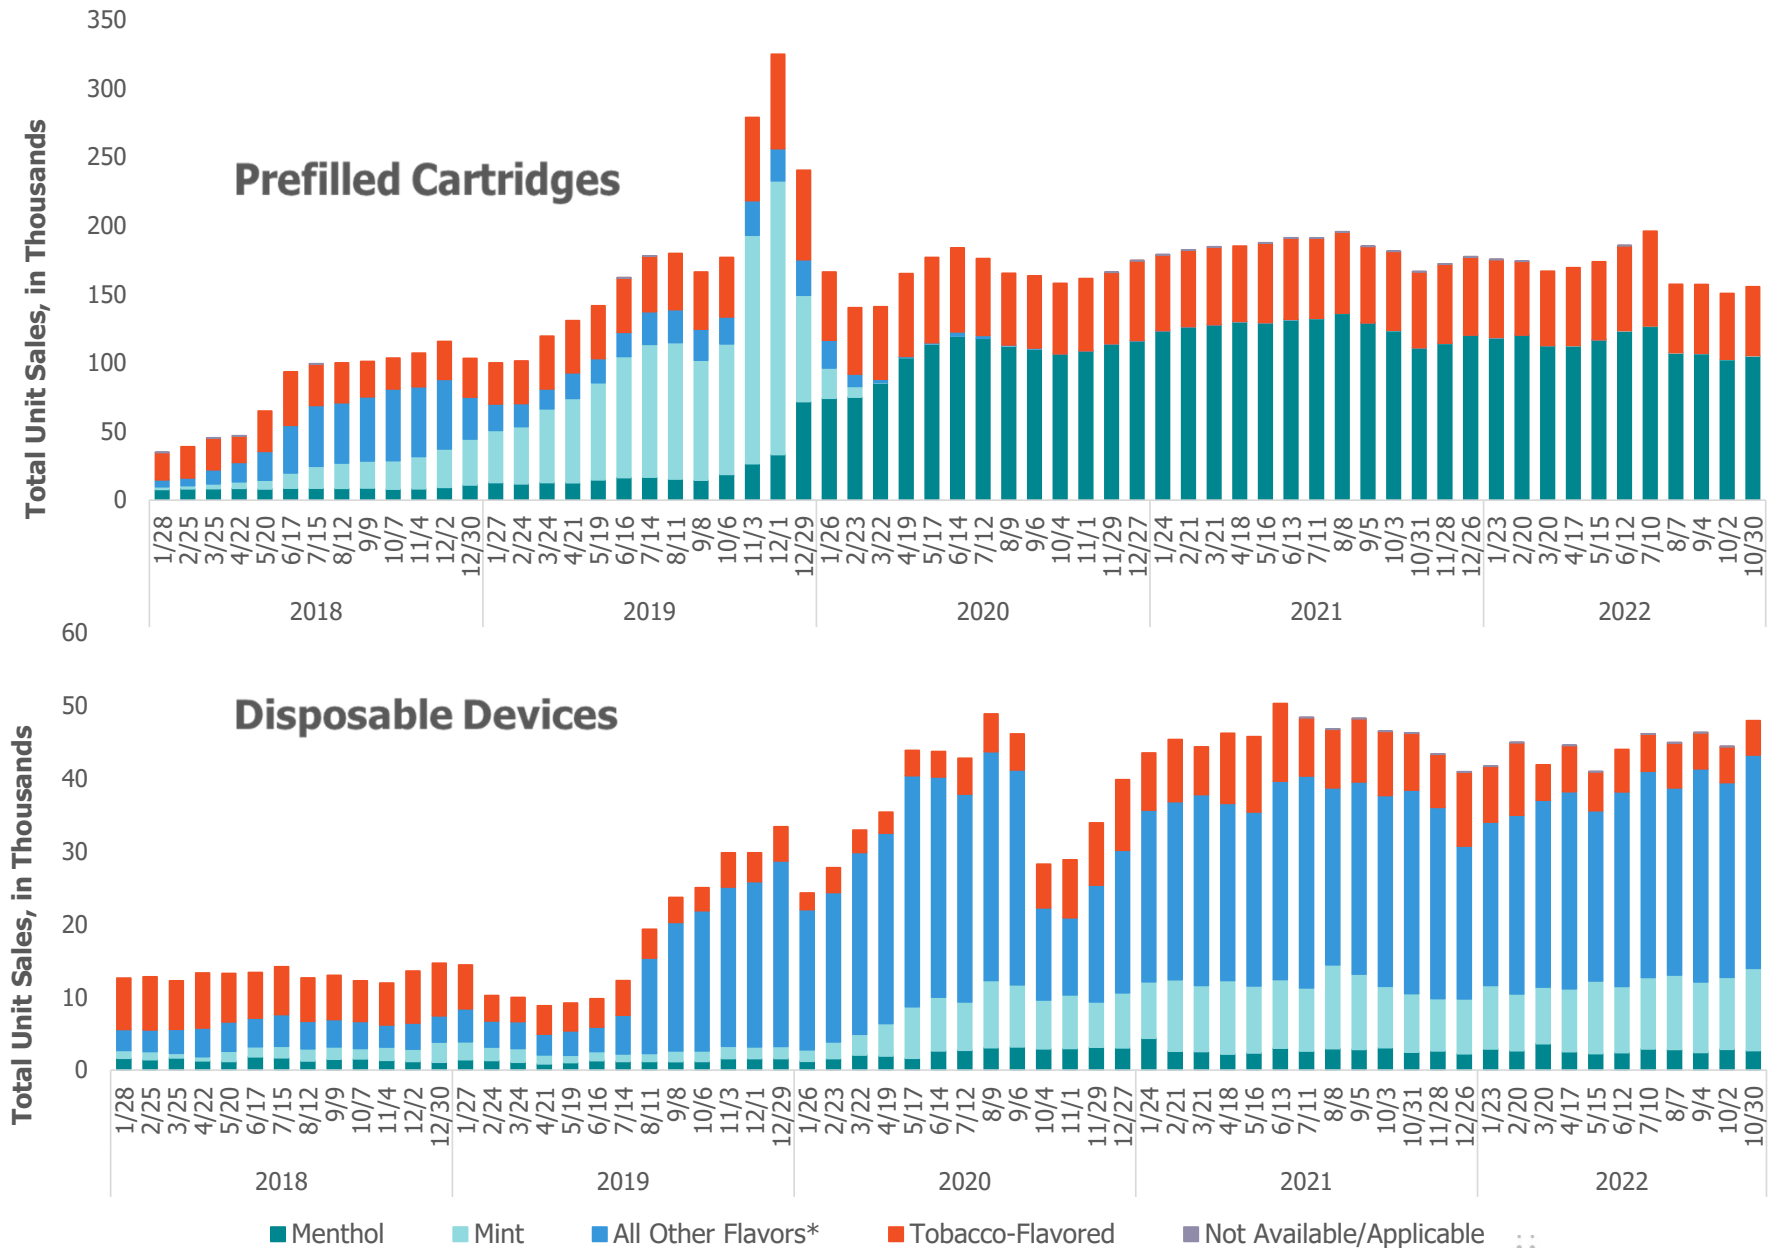 350
300
250
200
150
100
50
0
Total Unit Sales, in Thousands
Prefilled Cartridges
1/28 2/25 3/25 4/22 5/20 6/17 7/15 8/12 9/9 10/7 11/4 12/2 12/30 1/27 2/24 3/24 4/21 5/19 6/16 7/14 8/11 9/8 10/6 11/3 12/1 12/29 1/26 2/23 3/22 4/19 5/17 6/14 7/12 8/9 9/6 10/4 11/1 11/29 12/27 1/24 2/21 3/21 4/18 5/16 6/13 7/11 8/8 9/5 10/3 10/31 11/28 12/26 1/23 2/20 3/20 4/17 5/15 6/12 7/10 8/7 9/4 10/2 10/30
2018 2019 2020 2021 2022
60
50
40
30
20
10
0
Total Unit Sales, in Thousands
Disposable Devices
1/28 2/25 3/25 4/22 5/20 6/17 7/15 8/12 9/9 10/7 11/4 12/2 12/30 1/27 2/24 3/24 4/21 5/19 6/16 7/14 8/11 9/8 10/6 11/3 12/1 12/29 1/26 2/23 3/22 4/19 5/17 6/14 7/12 8/9 9/6 10/4 11/1 11/29 12/27 1/24 2/21 3/21 4/18 5/16 6/13 7/11 8/8 9/5 10/3 10/31 11/28 12/26 1/23 2/20 3/20 4/17 5/15 6/12 7/10 8/7 9/4 10/2 10/30
2018 2019 2020 2021 2022
Menthol Mint All Other Flavors* Tobacco-Flavored Not Available/Applicable